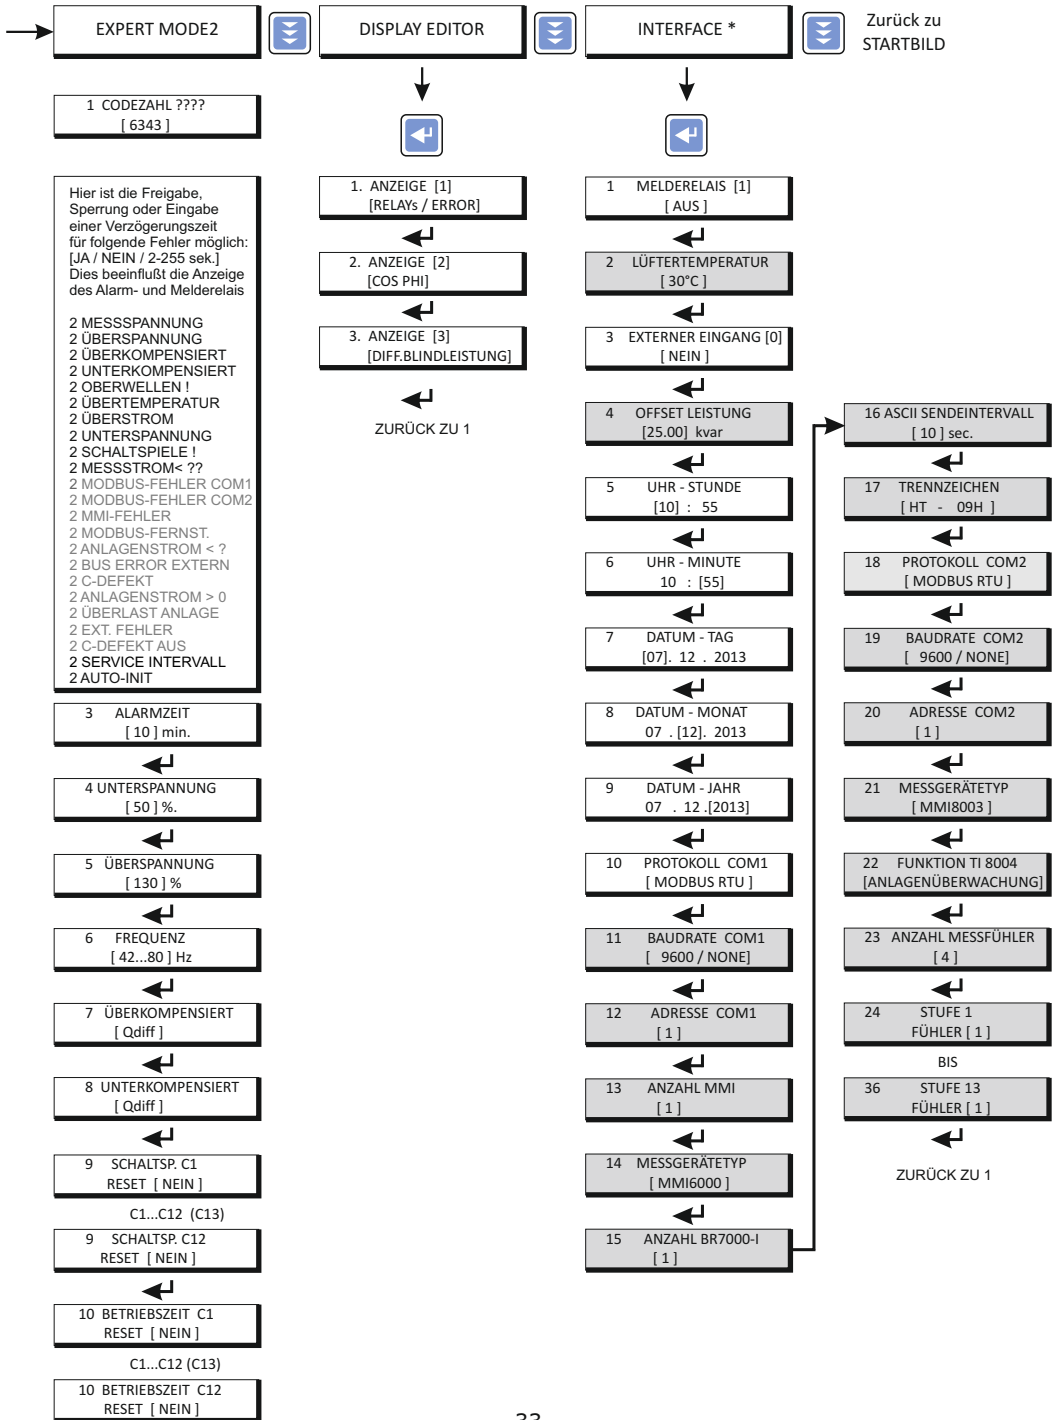 EXPERT MODE2
DISPLAY EDITOR
INTERFACE *
Zurück zu
STARTBILD
1 CODEZAHL ????
[ 6343 ]
Hier ist die Freigabe,
Sperrung oder Eingabe
einer Verzögerungszeit
für folgende Fehler möglich:
[JA / NEIN / 2-255 sek.]
Dies beeinflußt die Anzeige
des Alarm- und Melderelais
2 MESSSPANNUNG
2 ÜBERSPANNUNG
2 ÜBERKOMPENSIERT
2 UNTERKOMPENSIERT
2 OBERWELLEN !
2 ÜBERTEMPERATUR
2 ÜBERSTROM
2 UNTERSPANNUNG
2 SCHALTSPIELE !
2 MESSSTROM< ??
2 MODBUS-FEHLER COM1
2 MODBUS-FEHLER COM2
2 MMI-FEHLER
2 MODBUS-FERNST.
2 ANLAGENSTROM < ?
2 BUS ERROR EXTERN
2 C-DEFEKT
2 ANLAGENSTROM > 0
2 ÜBERLAST ANLAGE
2 EXT. FEHLER
2 C-DEFEKT AUS
2 SERVICE INTERVALL
2 AUTO-INIT
3 ALARMZEIT
[ 10 ] min.
4 UNTERSPANNUNG
[ 50 ] %.
5 ÜBERSPANNUNG
[ 130 ] %
6 FREQUENZ
[ 42...80 ] Hz
7 ÜBERKOMPENSIERT
[ Qdiff ]
8 UNTERKOMPENSIERT
[ Qdiff ]
9 SCHALTSP. C1
RESET [ NEIN ]
C1...C12 (C13)
9 SCHALTSP. C12
RESET [ NEIN ]
10 BETRIEBSZEIT C1
RESET [ NEIN ]
C1...C12 (C13)
10 BETRIEBSZEIT C12
RESET [ NEIN ]
1. ANZEIGE [1]
[RELAYs / ERROR]
2. ANZEIGE [2]
[COS PHI]
3. ANZEIGE [3]
[DIFF.BLINDLEISTUNG]
ZURÜCK ZU 1
1 MELDERELAIS [1]
[ AUS ]
2 LÜFTERTEMPERATUR
[ 30°C ]
3 EXTERNER EINGANG [0]
[ NEIN ]
4 OFFSET LEISTUNG
[25.00] kvar
5 UHR - STUNDE
[10] : 55
6 UHR - MINUTE
10 : [55]
7 DATUM - TAG
[07]. 12 . 2013
8 DATUM - MONAT
07 . [12]. 2013
9 DATUM - JAHR
07 . 12 .[2013]
10 PROTOKOLL COM1
[ MODBUS RTU ]
11 BAUDRATE COM1
[ 9600 / NONE]
12 ADRESSE COM1
[ 1 ]
13 ANZAHL MMI
[ 1 ]
14 MESSGERÄTETYP
[ MMI6000 ]
15 ANZAHL BR7000-I
[ 1 ]
16 ASCII SENDEINTERVALL
[ 10 ] sec.
17 TRENNZEICHEN
[ HT - 09H ]
18 PROTOKOLL COM2
[ MODBUS RTU ]
19 BAUDRATE COM2
[ 9600 / NONE]
20 ADRESSE COM2
[ 1 ]
21 MESSGERÄTETYP
[ MMI8003 ]
22 FUNKTION TI 8004
[ANLAGENÜBERWACHUNG]
23 ANZAHL MESSFÜHLER
[ 4 ]
24 STUFE 1
FÜHLER [ 1 ]
BIS
36 STUFE 13
FÜHLER [ 1 ]
ZURÜCK ZU 1
33